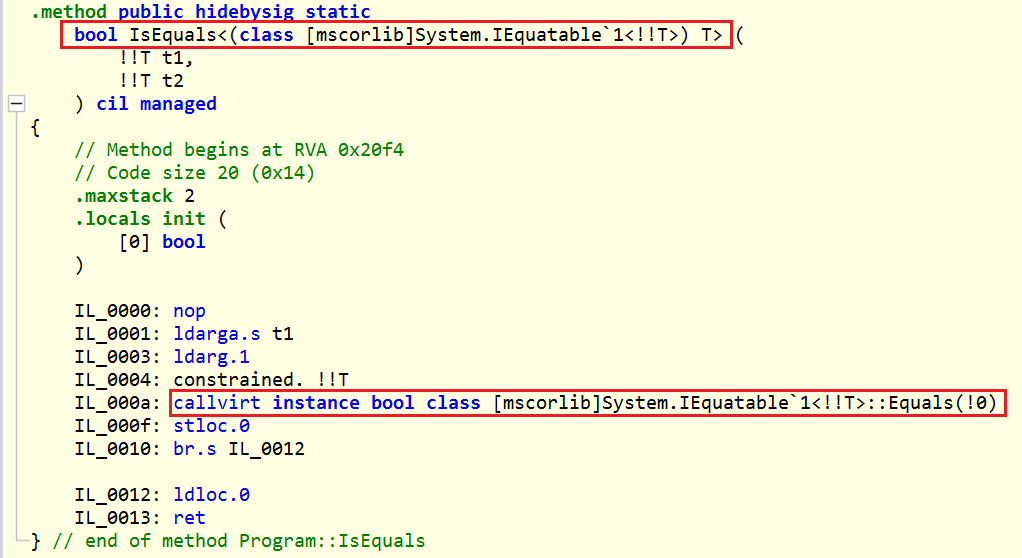 .method public hidebysig static
bool IsEquals<(class [mscorlib]System.IEquatable`1<!!T>) T> (
!!T t1,
!!T t2
) cil managed
{
// Method begins at RVA 0x20f4
// Code size 20 (0x14)
.maxstack 2
.locals init (
[0] bool
)
IL_0000: nop
IL_0001: ldarga.s t1
IL_0003: ldarg.1
IL_0004: constrained. !!T
IL_000a: callvirt instance bool class [mscorlib]System.IEquatable`1<!!T>::Equals(!0)
IL_000f: stloc.0
IL_0010: br.s IL_0012
IL_0012: ldloc.0
IL_0013: ret
} // end of method Program::IsEquals